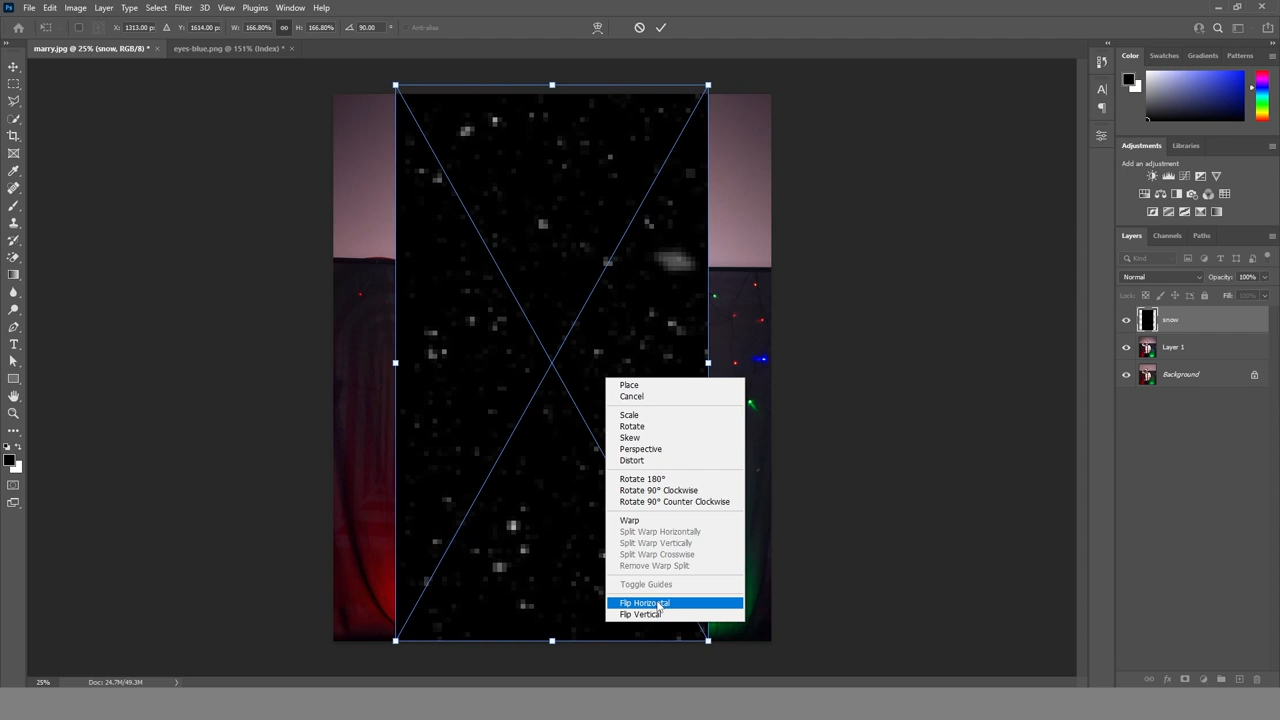 Ps File Edit Image Layer Type Select Filter 3D View Plugins Window Help
X: 1313.00 px Y: 1614.00 px W: 166.80% H: 166.80% 90.00 ° Anti-alias
marry.jpg @ 25% (snow, RGB/8) * × eyes-blue.png @ 151% (Index) * ×
Color Swatches Gradients Patterns
Adjustments Libraries
Add an adjustment
Layers Channels Paths
Kind
Normal Opacity: 100%
Lock: Fill: 100%
snow
Layer 1
Background
Place
Cancel
Scale
Rotate
Skew
Perspective
Distort
Rotate 180°
Rotate 90° Clockwise
Rotate 90° Counter Clockwise
Warp
Split Warp Horizontally
Split Warp Vertically
Split Warp Crosswise
Remove Warp Split
Toggle Guides
Flip Horizontal
Flip Vertical
25% Doc: 24.7M/49.3M